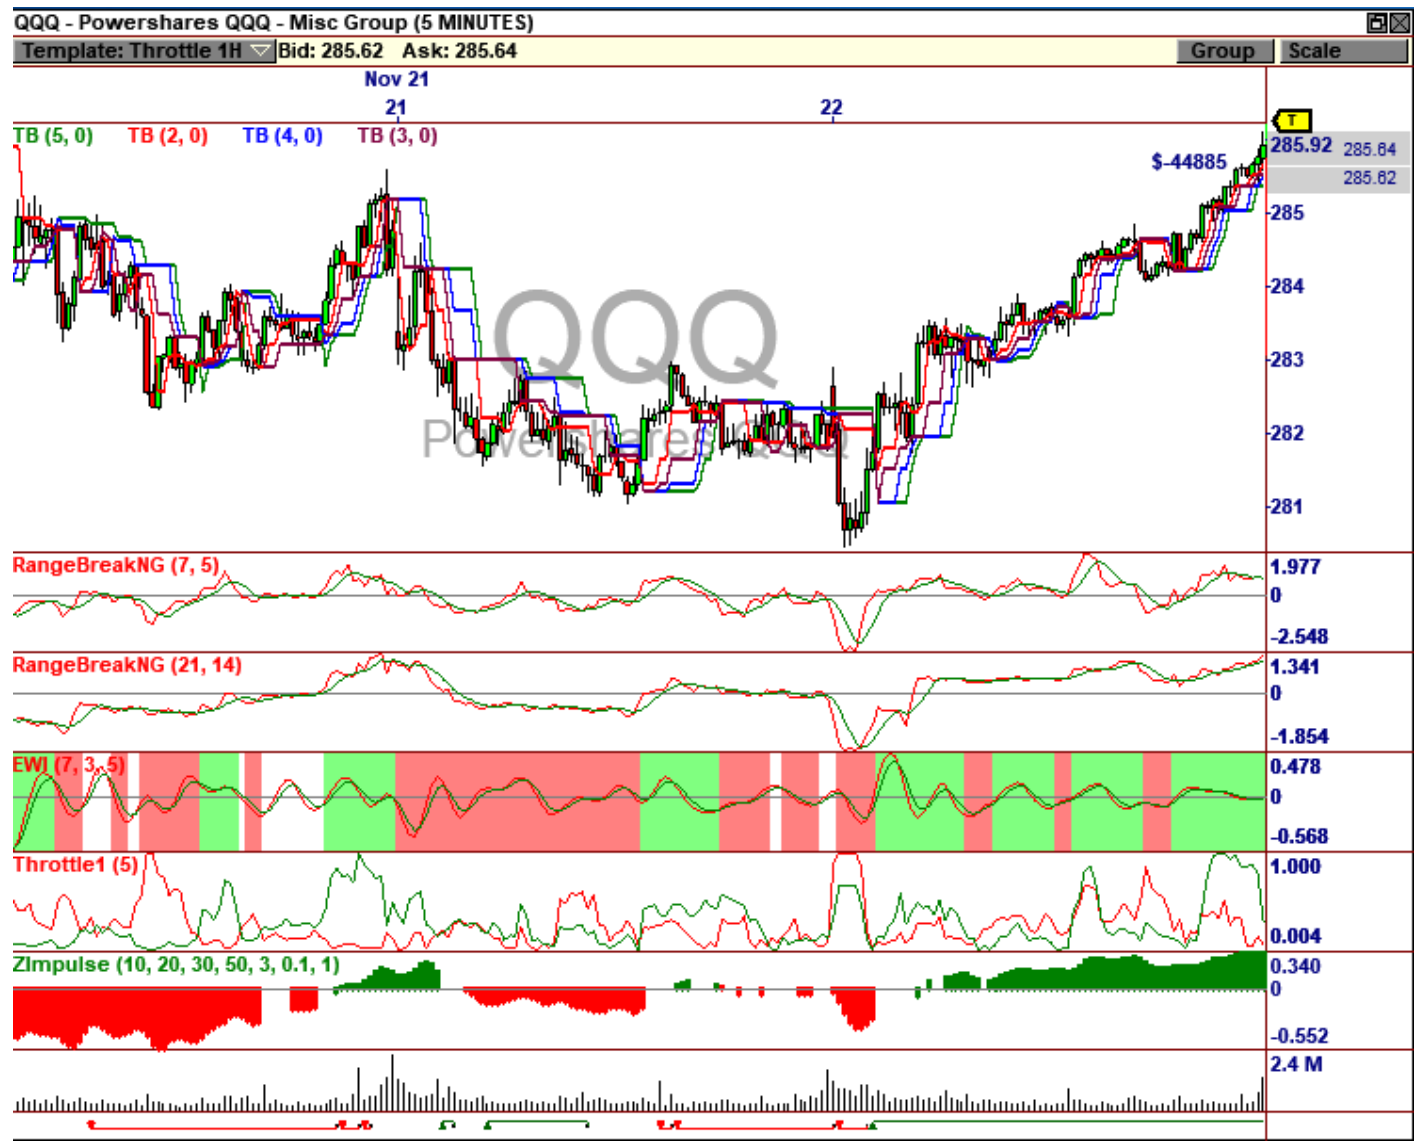 QQQ - Powershares QQQ - Misc Group (5 MINUTES)
Template: Throttle 1H Bid: 285.62 Ask: 285.64 Group Scale
Nov 21
21 22
TB (5, 0) TB (2, 0) TB (4, 0) TB (3, 0)
T
285.92 285.64
$-44885
285.62
285
284
283
282
281
QQQ
Powershares QQQ
RangeBreakNG (7, 5)
1.977
0
-2.548
RangeBreakNG (21, 14)
1.341
0
-1.854
EWI (7, 3, 5)
0.478
0
-0.568
Throttle1 (5)
1.000
0.004
ZImpulse (10, 20, 30, 50, 3, 0.1, 1)
0.340
0
-0.552
2.4 M